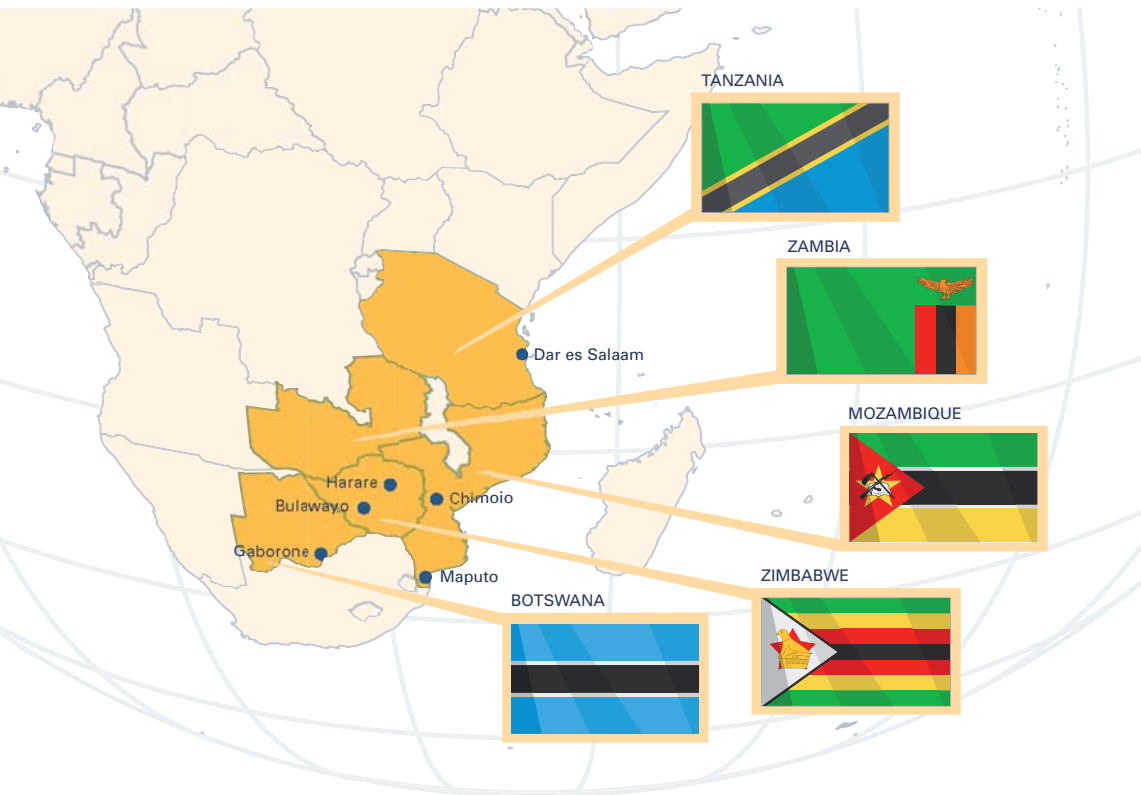 TANZANIA
ZAMBIA
Dar es Salaam
MOZAMBIQUE
Harare
Chimoio
Bulawayo
Gaborone
Maputo
ZIMBABWE
BOTSWANA